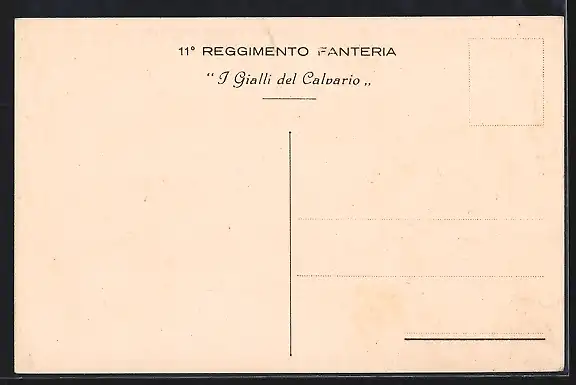 11° REGGIMENTO FANTERIA
“ I Gialli del Calvario „